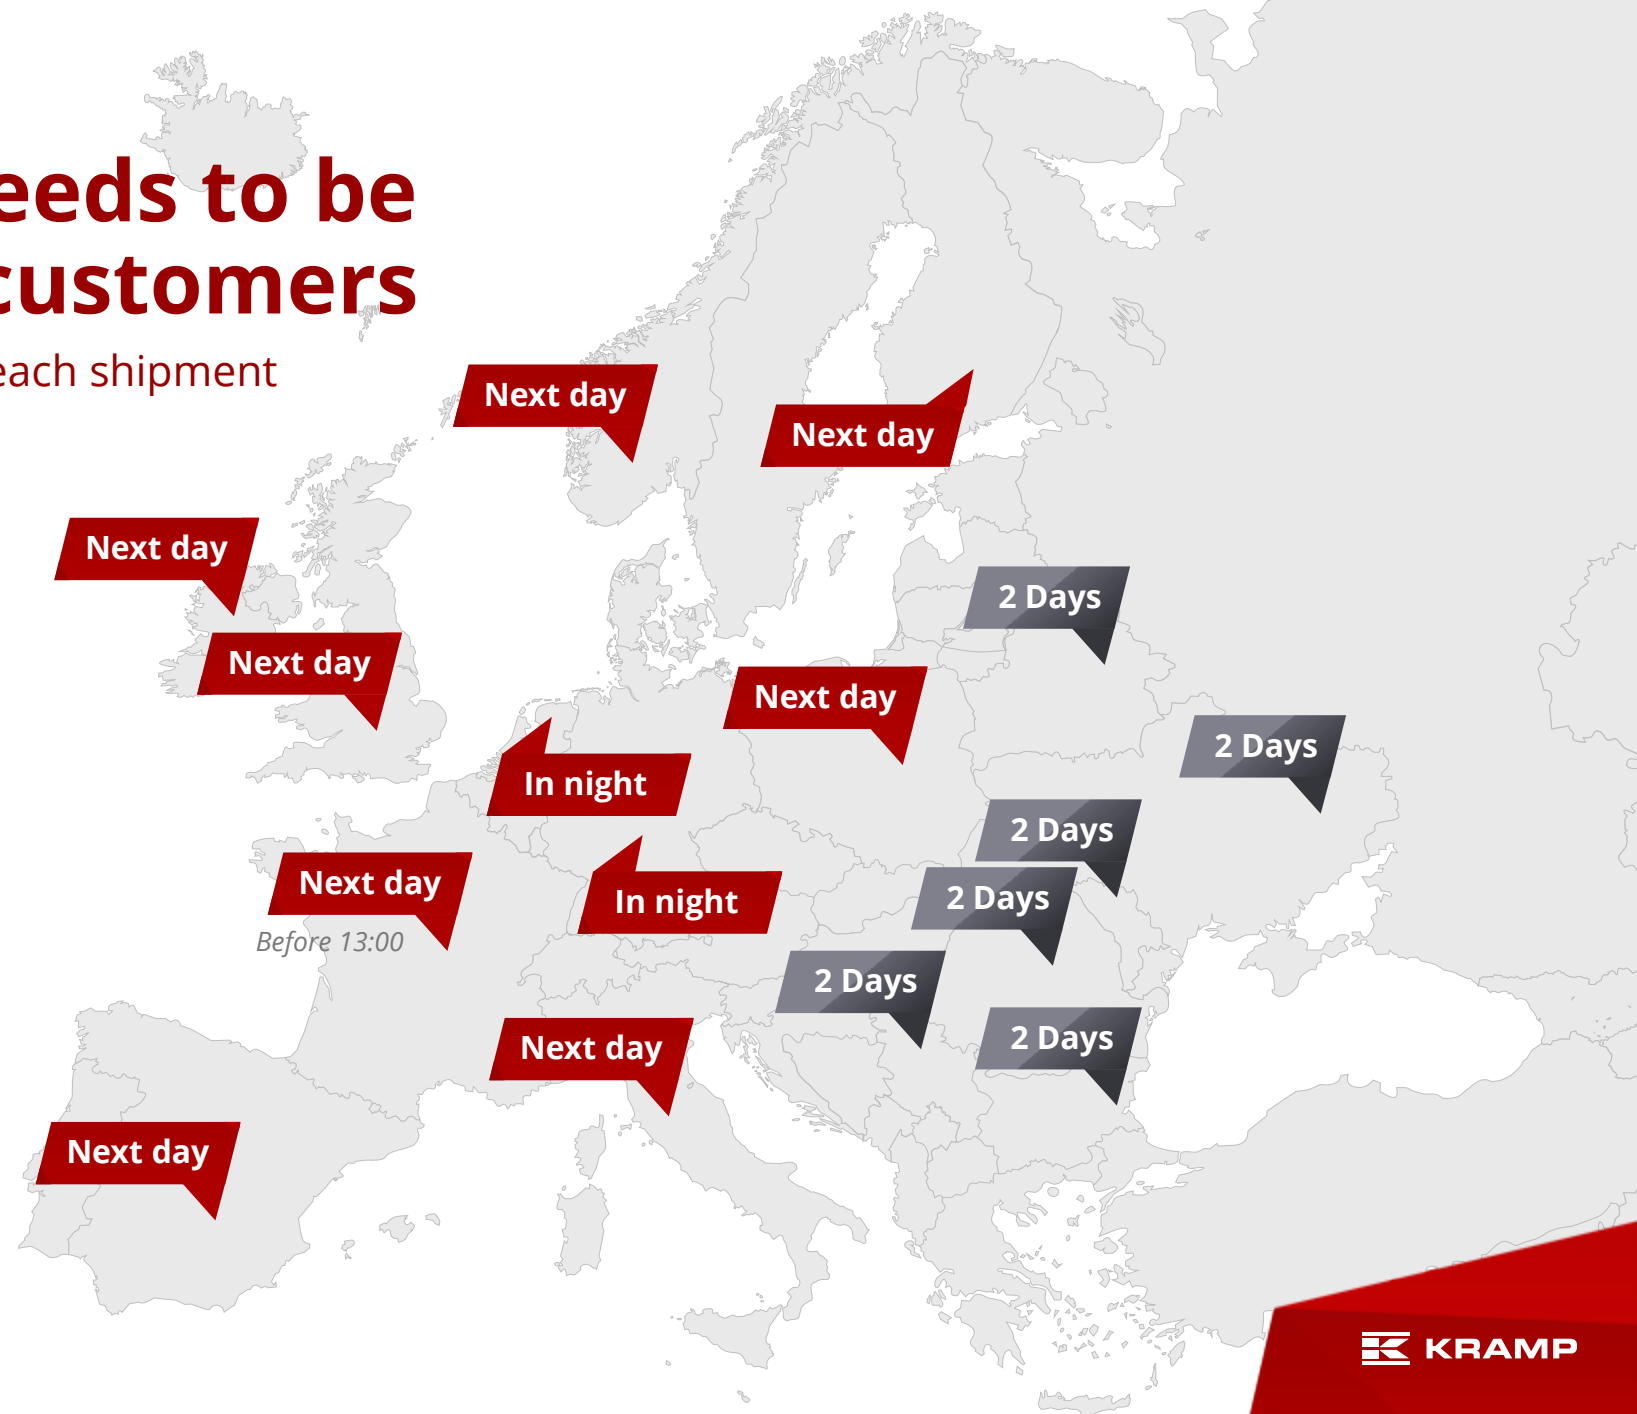 eeds to be
customers
each shipment
Next day
Next day
Next day
2 Days
Next day
Next day
2 Days
In night
2 Days
Next day
2 Days
In night
Before 13:00
2 Days
2 Days
Next day
Next day
KRAMP